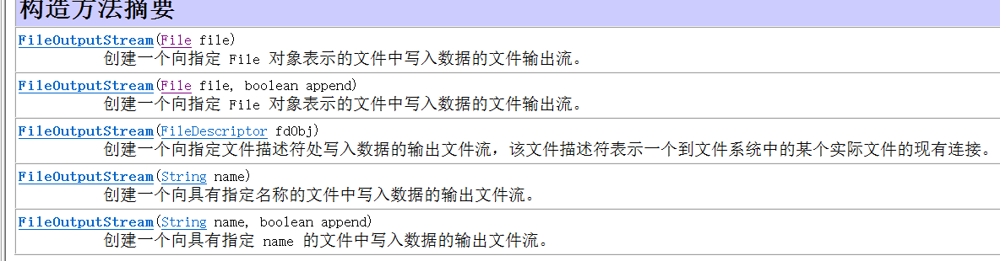 构造方法摘要
FileOutputStream(File file)
创建一个向指定 File 对象表示的文件中写入数据的文件输出流。
FileOutputStream(File file, boolean append)
创建一个向指定 File 对象表示的文件中写入数据的文件输出流。
FileOutputStream(FileDescriptor fdObj)
创建一个向指定文件描述符处写入数据的输出文件流，该文件描述符表示一个到文件系统中的某个实际文件的现有连接。
FileOutputStream(String name)
创建一个向具有指定名称的文件中写入数据的输出文件流。
FileOutputStream(String name, boolean append)
创建一个向具有指定 name 的文件中写入数据的输出文件流。